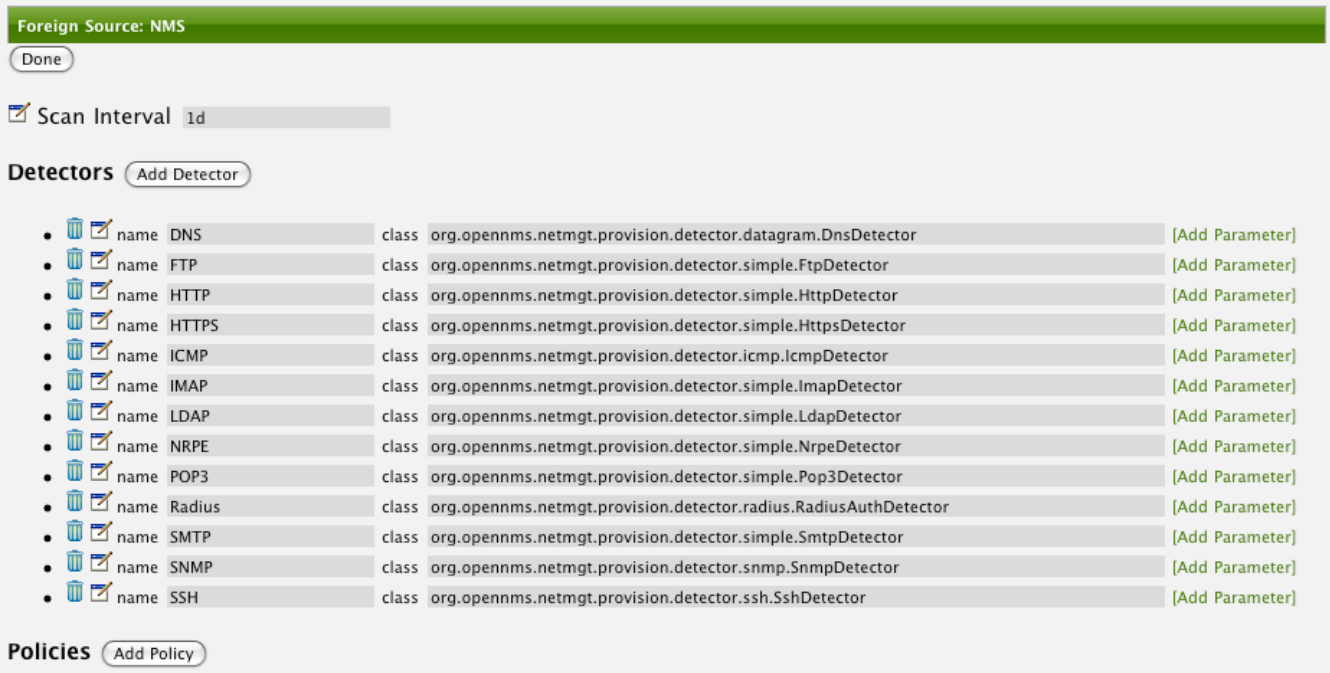 Foreign Source: NMS
Done
Scan Interval 1d
Detectors Add Detector
name DNS class org.opennms.netmgt.provision.detector.datagram.DnsDetector [Add Parameter]
name FTP class org.opennms.netmgt.provision.detector.simple.FtpDetector [Add Parameter]
name HTTP class org.opennms.netmgt.provision.detector.simple.HttpDetector [Add Parameter]
name HTTPS class org.opennms.netmgt.provision.detector.simple.HttpsDetector [Add Parameter]
name ICMP class org.opennms.netmgt.provision.detector.icmp.IcmpDetector [Add Parameter]
name IMAP class org.opennms.netmgt.provision.detector.simple.ImapDetector [Add Parameter]
name LDAP class org.opennms.netmgt.provision.detector.simple.LdapDetector [Add Parameter]
name NRPE class org.opennms.netmgt.provision.detector.simple.NrpeDetector [Add Parameter]
name POP3 class org.opennms.netmgt.provision.detector.simple.Pop3Detector [Add Parameter]
name Radius class org.opennms.netmgt.provision.detector.radius.RadiusAuthDetector [Add Parameter]
name SMTP class org.opennms.netmgt.provision.detector.simple.SmtpDetector [Add Parameter]
name SNMP class org.opennms.netmgt.provision.detector.snmp.SnmpDetector [Add Parameter]
name SSH class org.opennms.netmgt.provision.detector.ssh.SshDetector [Add Parameter]
Policies Add Policy